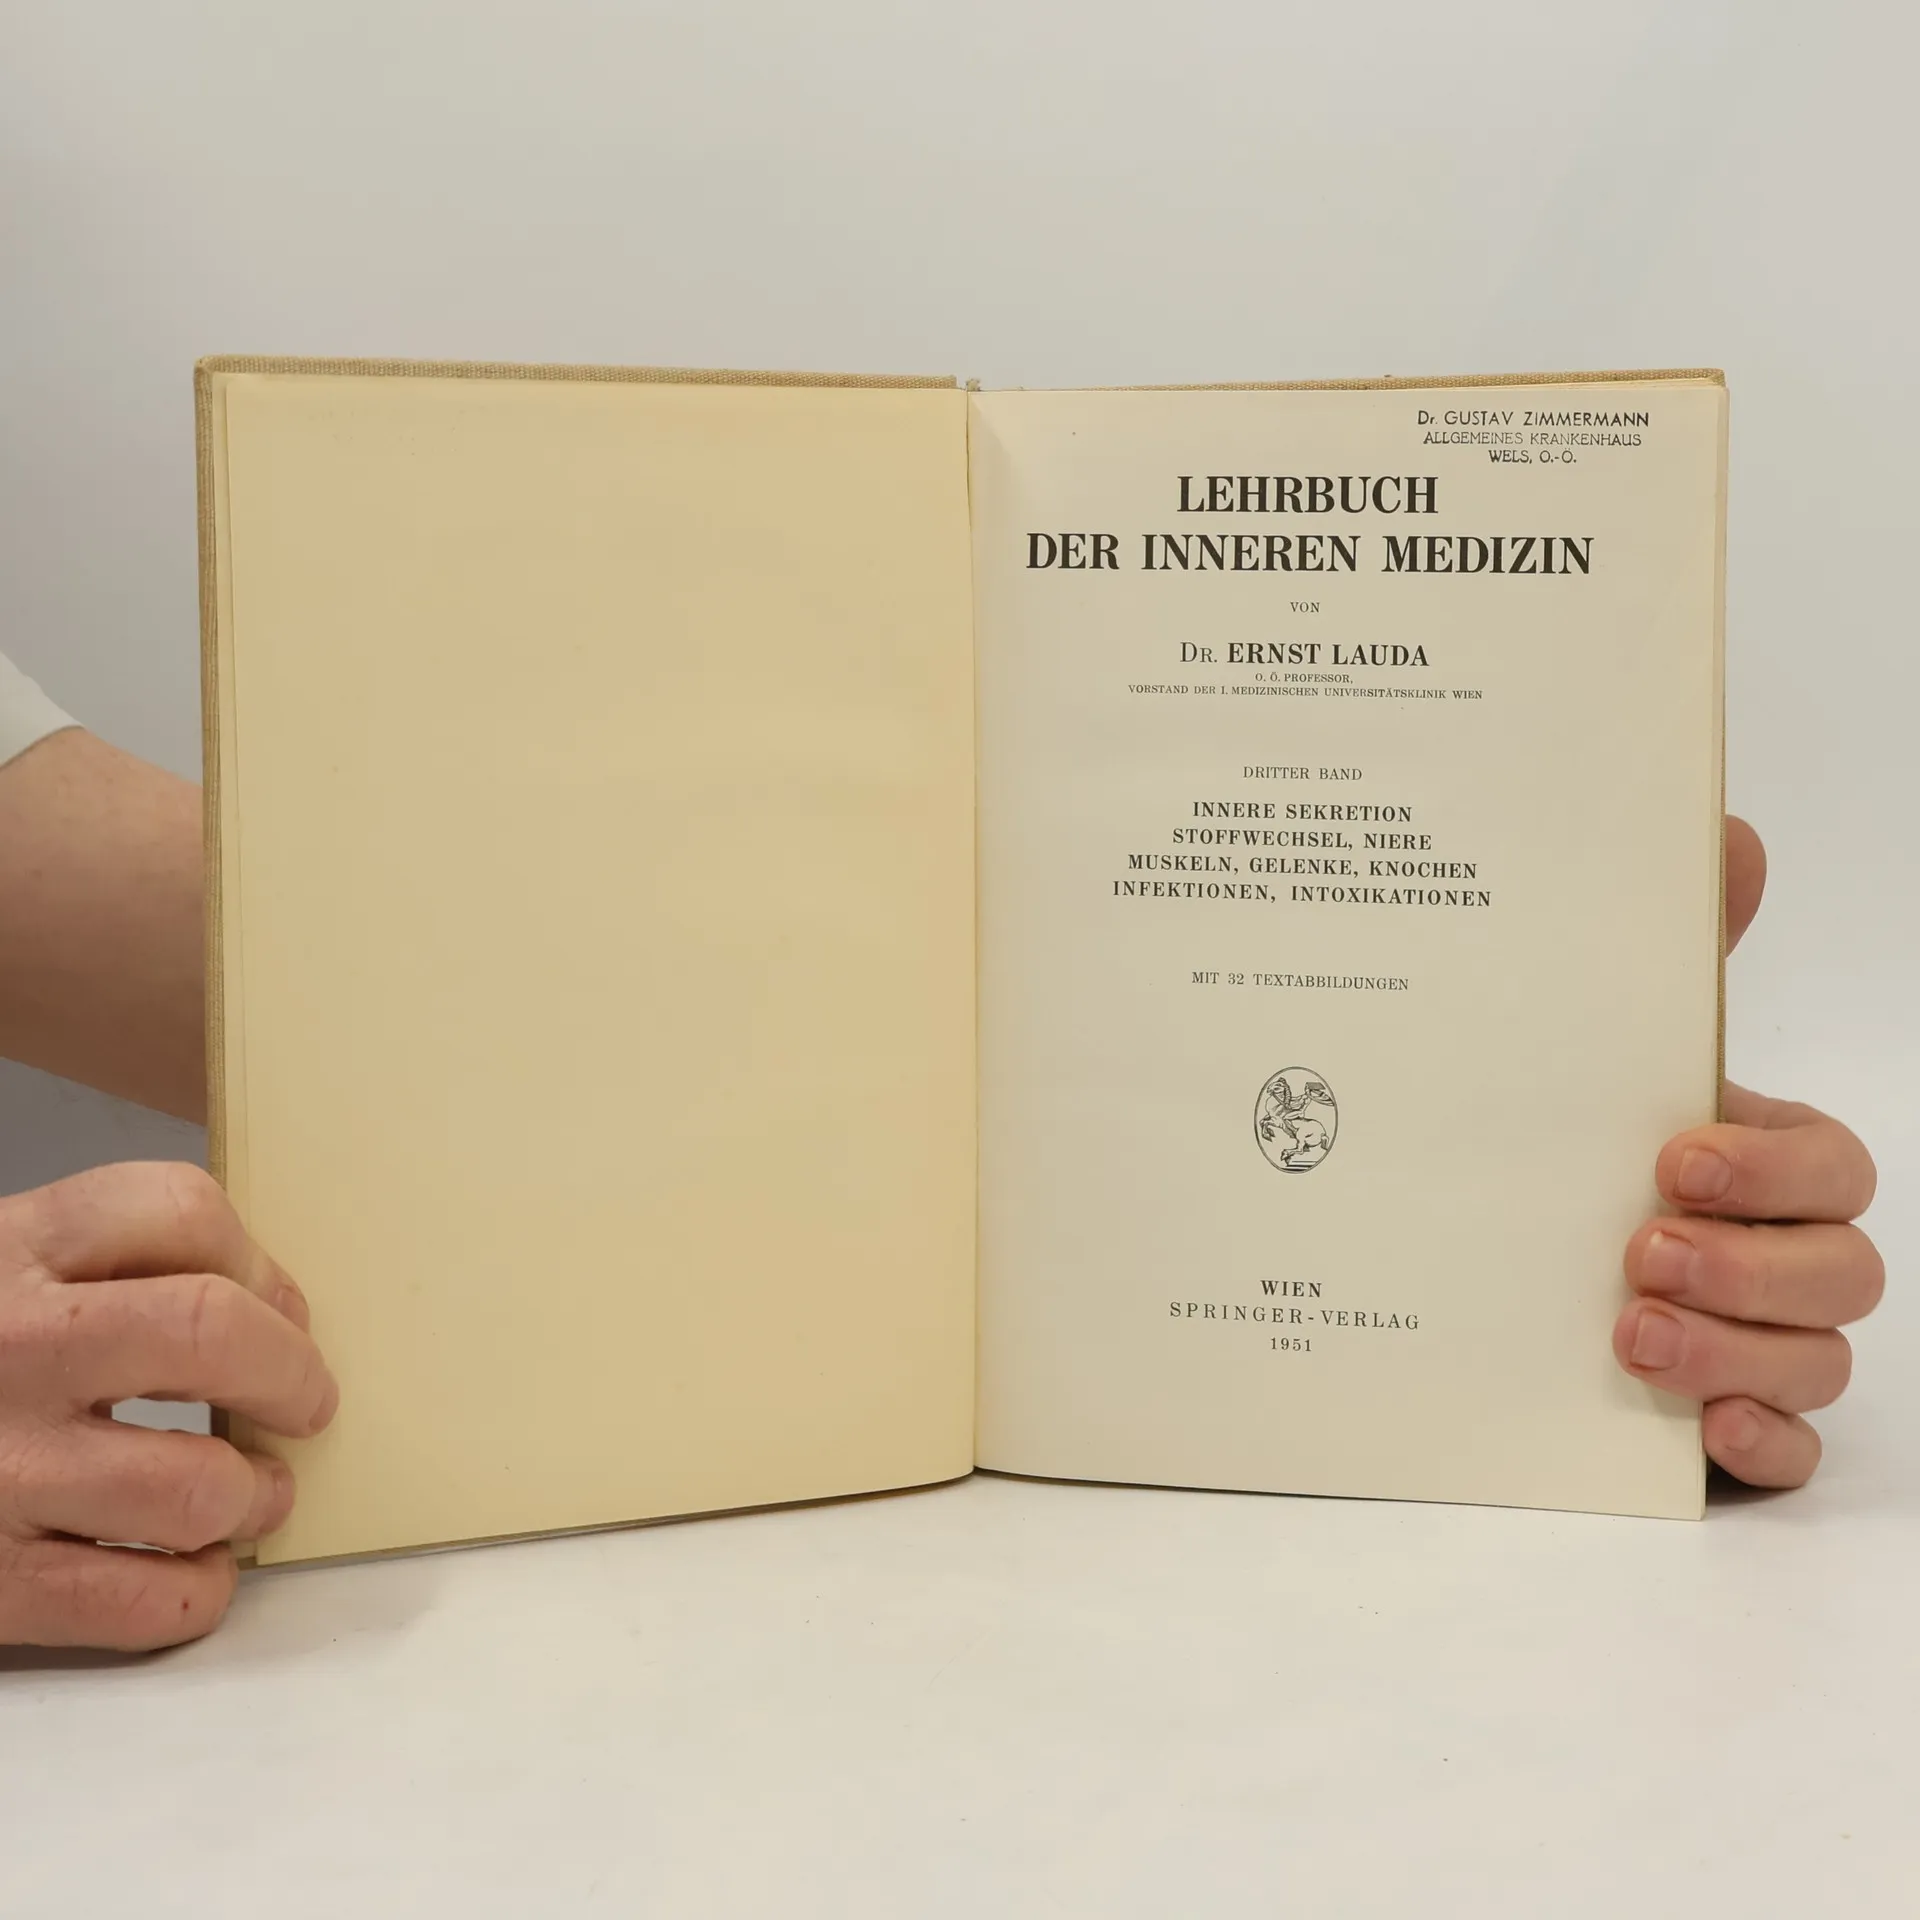 Dr. GUSTAV ZIMMERMANN
ALLGEMEINES KRANKENHAUS
WELS, O.-Ö.
LEHRBUCH
DER INNEREN MEDIZIN
VON
DR. ERNST LAUDA
O. Ö. PROFESSOR,
VORSTAND DER I. MEDIZINISCHEN UNIVERSITÄTSKLINIK WIEN
DRITTER BAND
INNERE SEKRETION
STOFFWECHSEL, NIERE
MUSKELN, GELENKE, KNOCHEN
INFEKTIONEN, INTOXIKATIONEN
MIT 32 TEXTABBILDUNGEN
WIEN
SPRINGER-VERLAG
1951